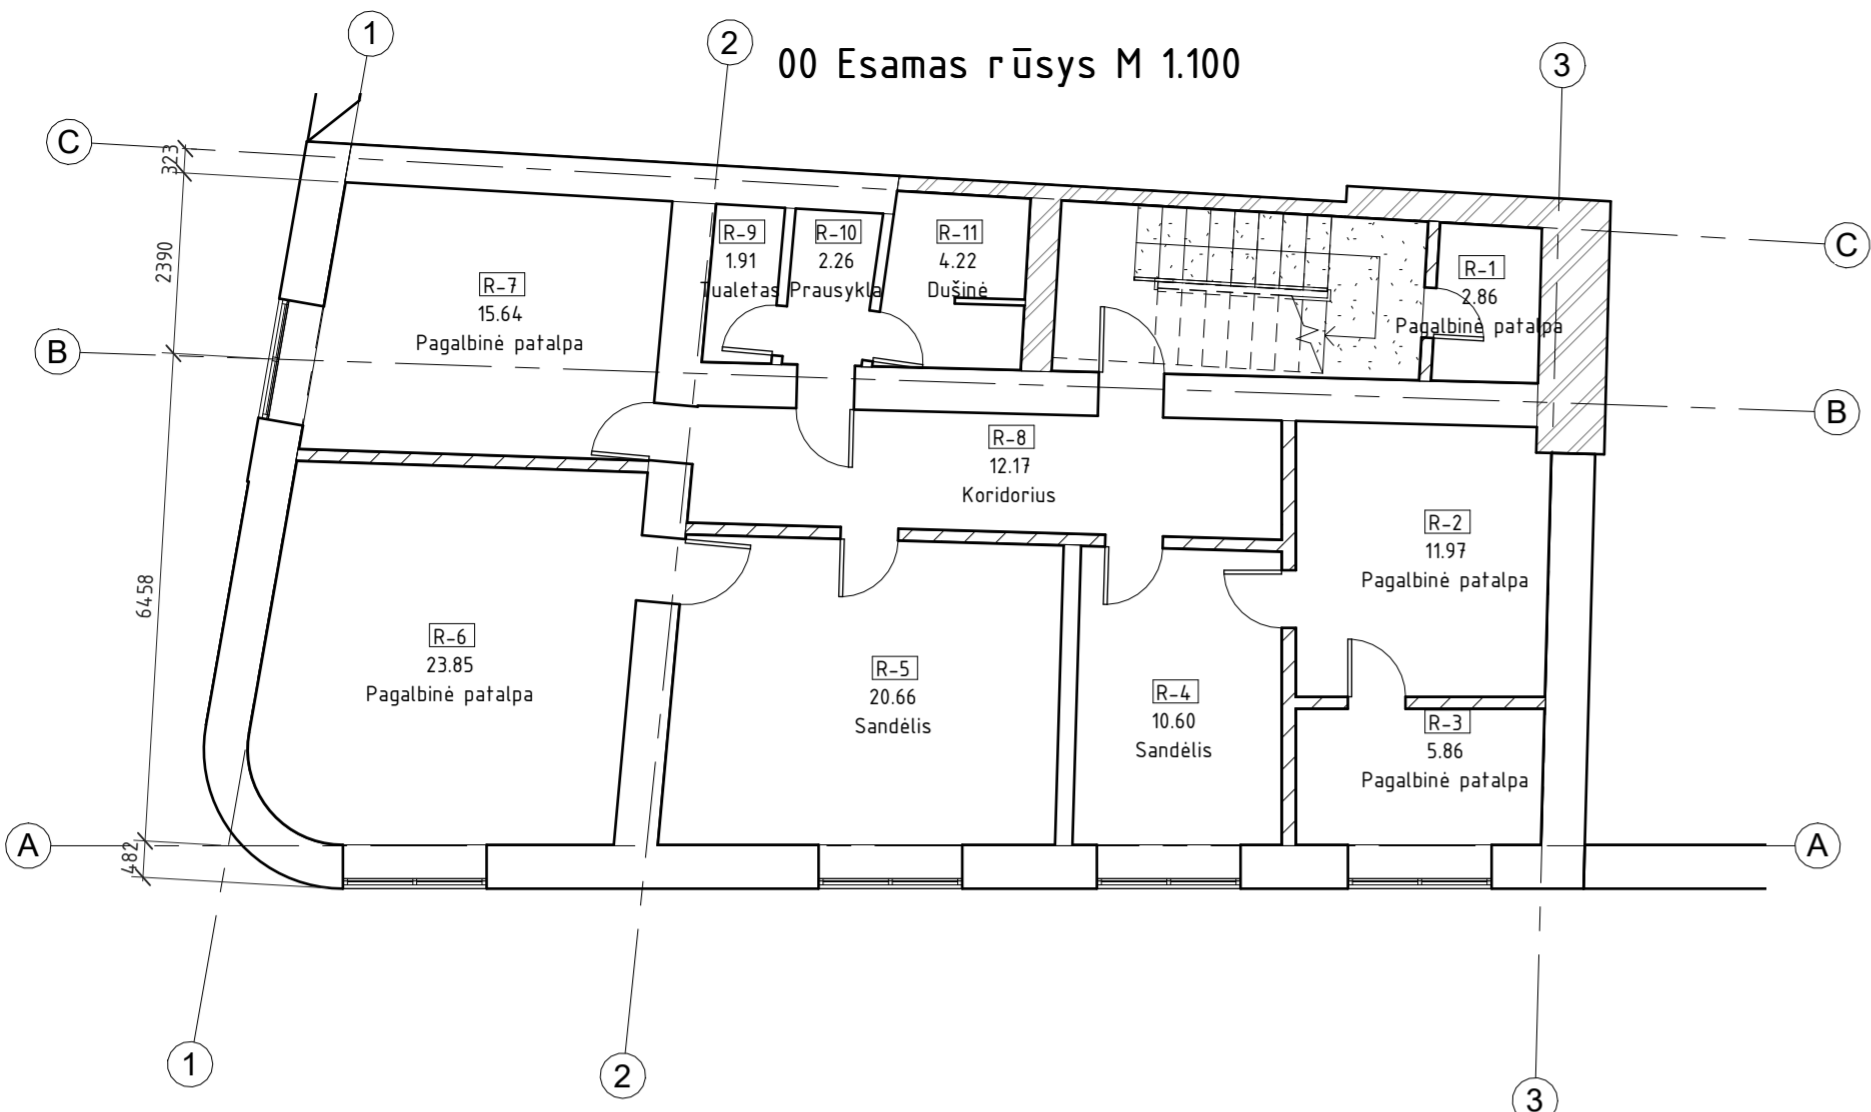 1
2
00 Esamas rūsys M 1.100
3
C
323
R-9
1.91
Tualetas
R-10
2.26
Prausykla
R-11
4.22
Dušinė
C
2390
R-7
15.64
Pagalbinė patalpa
R-1
2.86
Pagalbinė patalpa
B
B
R-8
12.17
Koridorius
R-2
11.97
Pagalbinė patalpa
6458
R-6
23.85
Pagalbinė patalpa
R-5
20.66
Sandėlis
R-4
10.60
Sandėlis
R-3
5.86
Pagalbinė patalpa
A
482
A
1
2
3